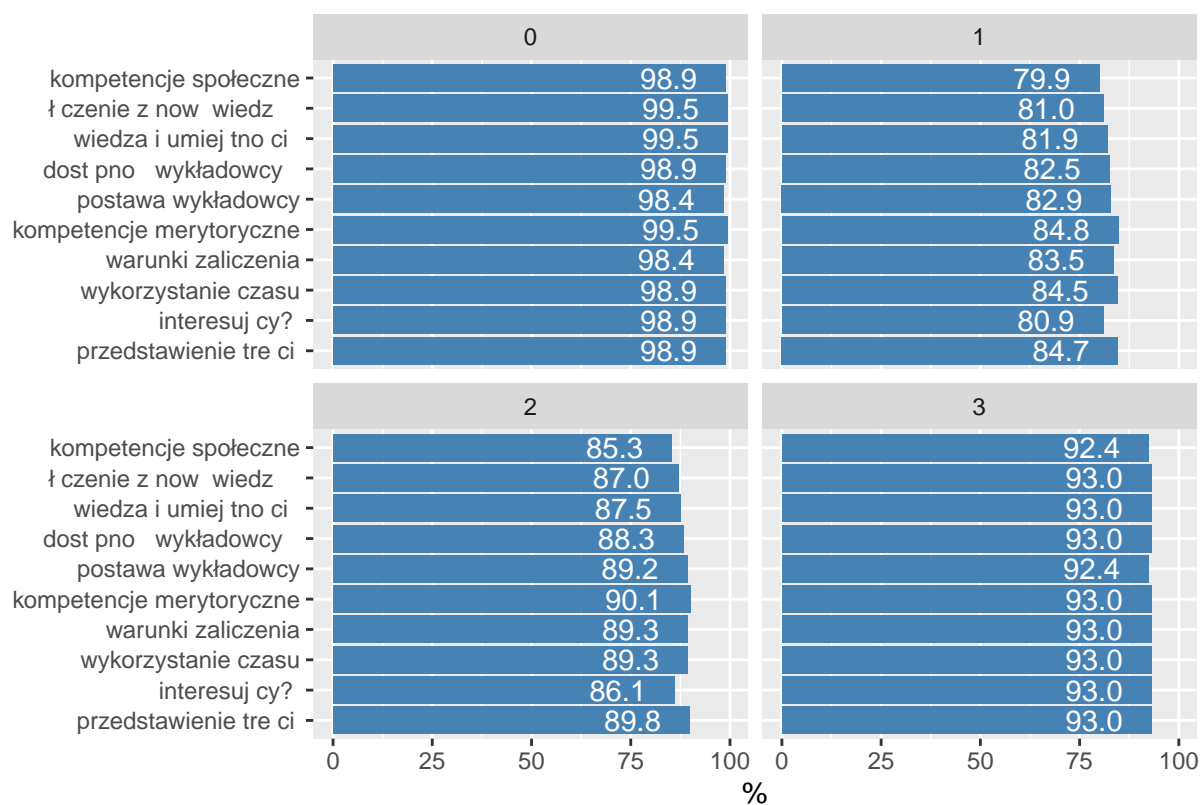 0 1
kompetencje społeczne 98.9 79.9
ł czenie z now wiedz 99.5 81.0
wiedza i umiej tno ci 99.5 81.9
dost pno wykładowcy 98.9 82.5
postawa wykładowcy 98.4 82.9
kompetencje merytoryczne 99.5 84.8
warunki zaliczenia 98.4 83.5
wykorzystanie czasu 98.9 84.5
interesuj cy? 98.9 80.9
przedstawienie tre ci 98.9 84.7
2 3
kompetencje społeczne 85.3 92.4
ł czenie z now wiedz 87.0 93.0
wiedza i umiej tno ci 87.5 93.0
dost pno wykładowcy 88.3 93.0
postawa wykładowcy 89.2 92.4
kompetencje merytoryczne 90.1 93.0
warunki zaliczenia 89.3 93.0
wykorzystanie czasu 89.3 93.0
interesuj cy? 86.1 93.0
przedstawienie tre ci 89.8 93.0
0 25 50 75 100 0 25 50 75 100
%